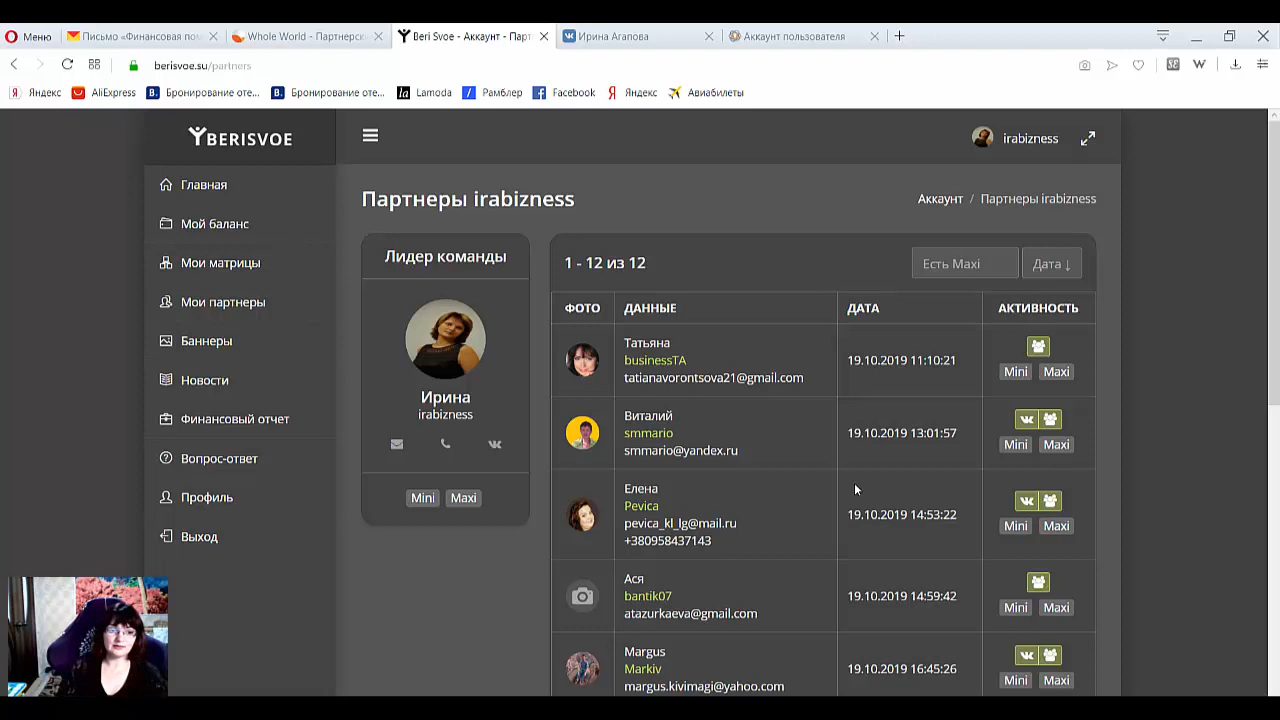 Меню
Письмо «Финансовая пом
Whole World - Партнерск
Beri Svoe - Аккаунт - Парт
Ирина Агапова
Аккаунт пользователя
berisvoe.su/partners
Яндекс
AliExpress
Бронирование оте...
Бронирование оте...
Lamoda
Рамблер
Facebook
Яндекс
Авиабилеты
BERISVOE
irabizness
Главная
Мой баланс
Мои матрицы
Мои партнеры
Баннеры
Новости
Финансовый отчет
Вопрос-ответ
Профиль
Выход
Партнеры irabizness
Аккаунт / Партнеры irabizness
Лидер команды
Ирина
irabizness
Mini Maxi
1 - 12 из 12
Есть Maxi
Дата ↓
ФОТО ДАННЫЕ ДАТА АКТИВНОСТЬ
Татьяна
businessTA
tatianavorontsova21@gmail.com
19.10.2019 11:10:21
Mini Maxi
Виталий
smmario
smmario@yandex.ru
19.10.2019 13:01:57
Mini Maxi
Елена
Pevica
pevica_kl_lg@mail.ru
+380958437143
19.10.2019 14:53:22
Mini Maxi
Ася
bantik07
atazurkaeva@gmail.com
19.10.2019 14:59:42
Mini Maxi
Margus
Markiv
margus.kivimagi@yahoo.com
19.10.2019 16:45:26
Mini Maxi